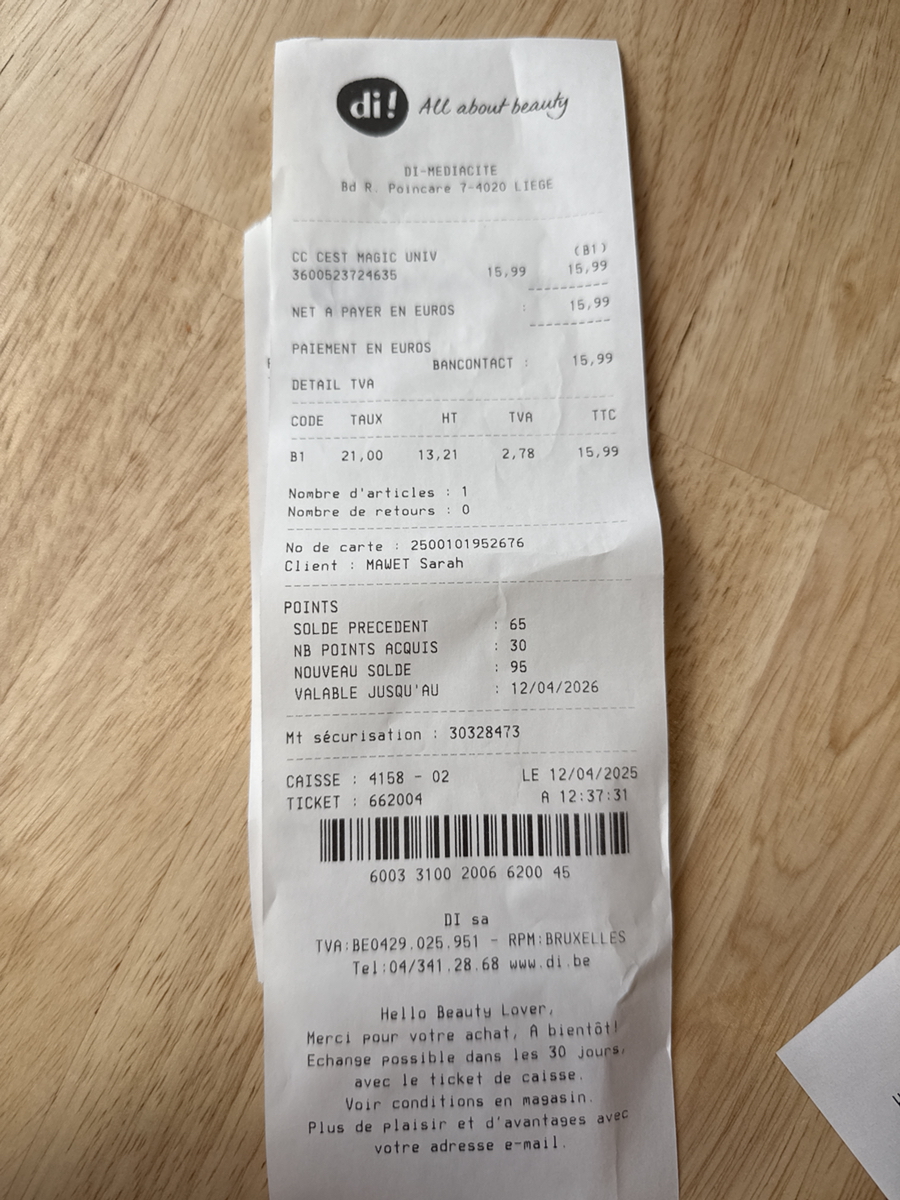 di! All about beauty
DI-MEDIACITE
Bd R. Poincare 7-4020 LIEGE
(B1)
CC CEST MAGIC UNIV
3600523724635 15,99 15,99
NET A PAYER EN EUROS : 15,99
PAIEMENT EN EUROS
BANCONTACT : 15,99
DETAIL TVA
CODE TAUX HT TVA TTC
B1 21,00 13,21 2,78 15,99
Nombre d'articles : 1
Nombre de retours : 0
No de carte : 2500101952676
Client : MAWET Sarah
POINTS
SOLDE PRECEDENT : 65
NB POINTS ACQUIS : 30
NOUVEAU SOLDE : 95
VALABLE JUSQU'AU : 12/04/2026
Mt sécurisation : 30328473
CAISSE : 4158 - 02 LE 12/04/2025
TICKET : 662004 A 12:37:31
6003 3100 2006 6200 45
DI sa
TVA:BE0429.025.951 - RPM:BRUXELLES
Tel:04/341.28.68 www.di.be
Hello Beauty Lover,
Merci pour votre achat, A bientôt!
Echange possible dans les 30 jours,
avec le ticket de caisse.
Voir conditions en magasin.
Plus de plaisir et d'avantages avec
votre adresse e-mail.